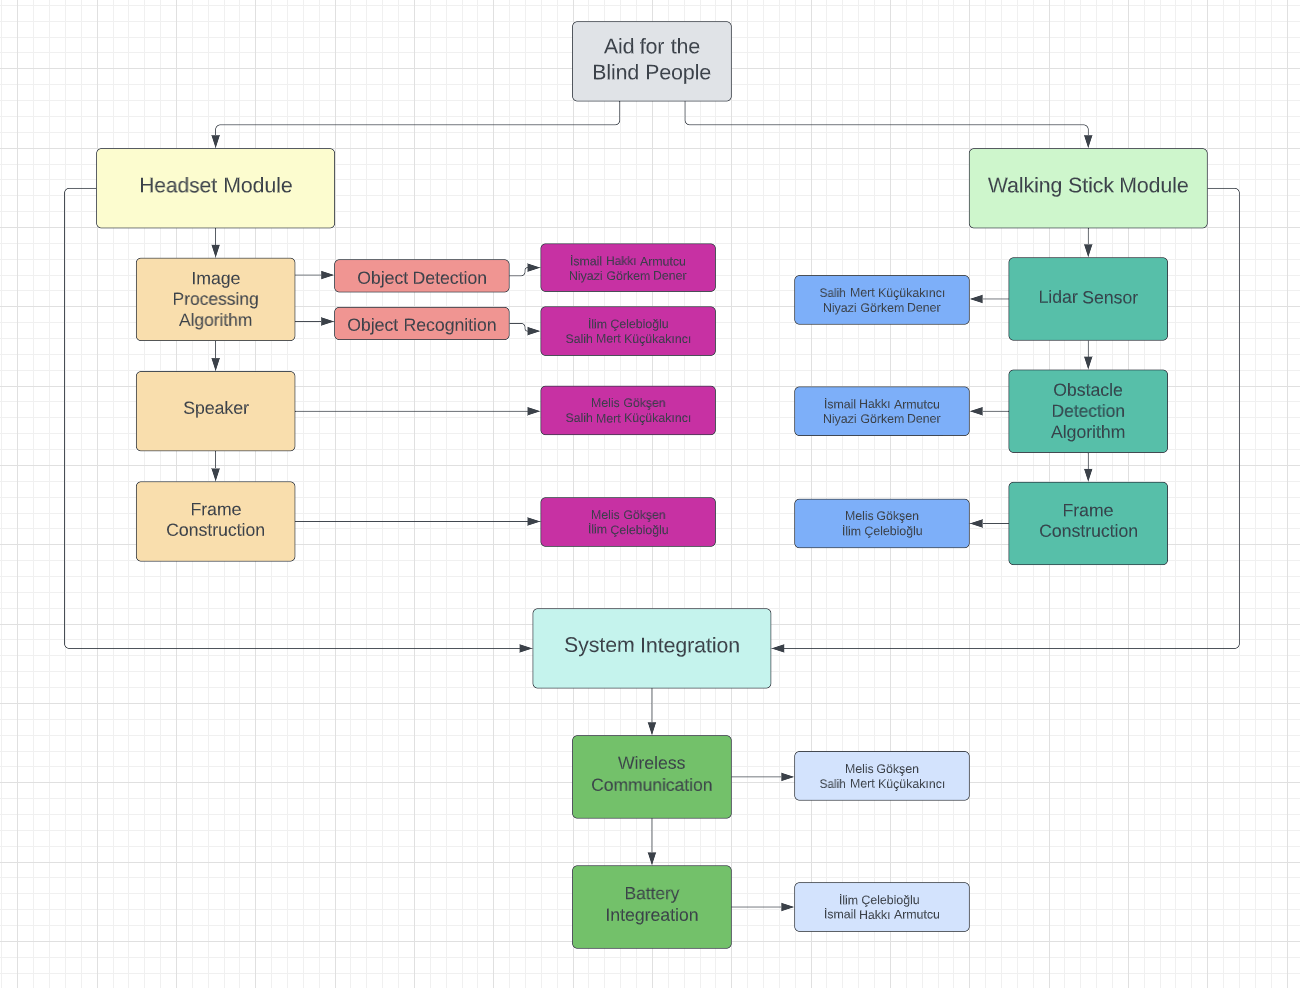 Aid for the
Blind People
Headset Module
Walking Stick Module
Image
Processing
Algorithm
Object Detection
İsmail Hakkı Armutcu
Niyazi Görkem Dener
Object Recognition
İlim Çelebioğlu
Salih Mert Küçükakıncı
Salih Mert Küçükakıncı
Niyazi Görkem Dener
Lidar Sensor
Speaker
Melis Gökşen
Salih Mert Küçükakıncı
İsmail Hakkı Armutcu
Niyazi Görkem Dener
Obstacle
Detection
Algorithm
Frame
Construction
Melis Gökşen
İlim Çelebioğlu
Melis Gökşen
İlim Çelebioğlu
Frame
Construction
System Integration
Wireless
Communication
Melis Gökşen
Salih Mert Küçükakıncı
Battery
Integreation
İlim Çelebioğlu
İsmail Hakkı Armutcu